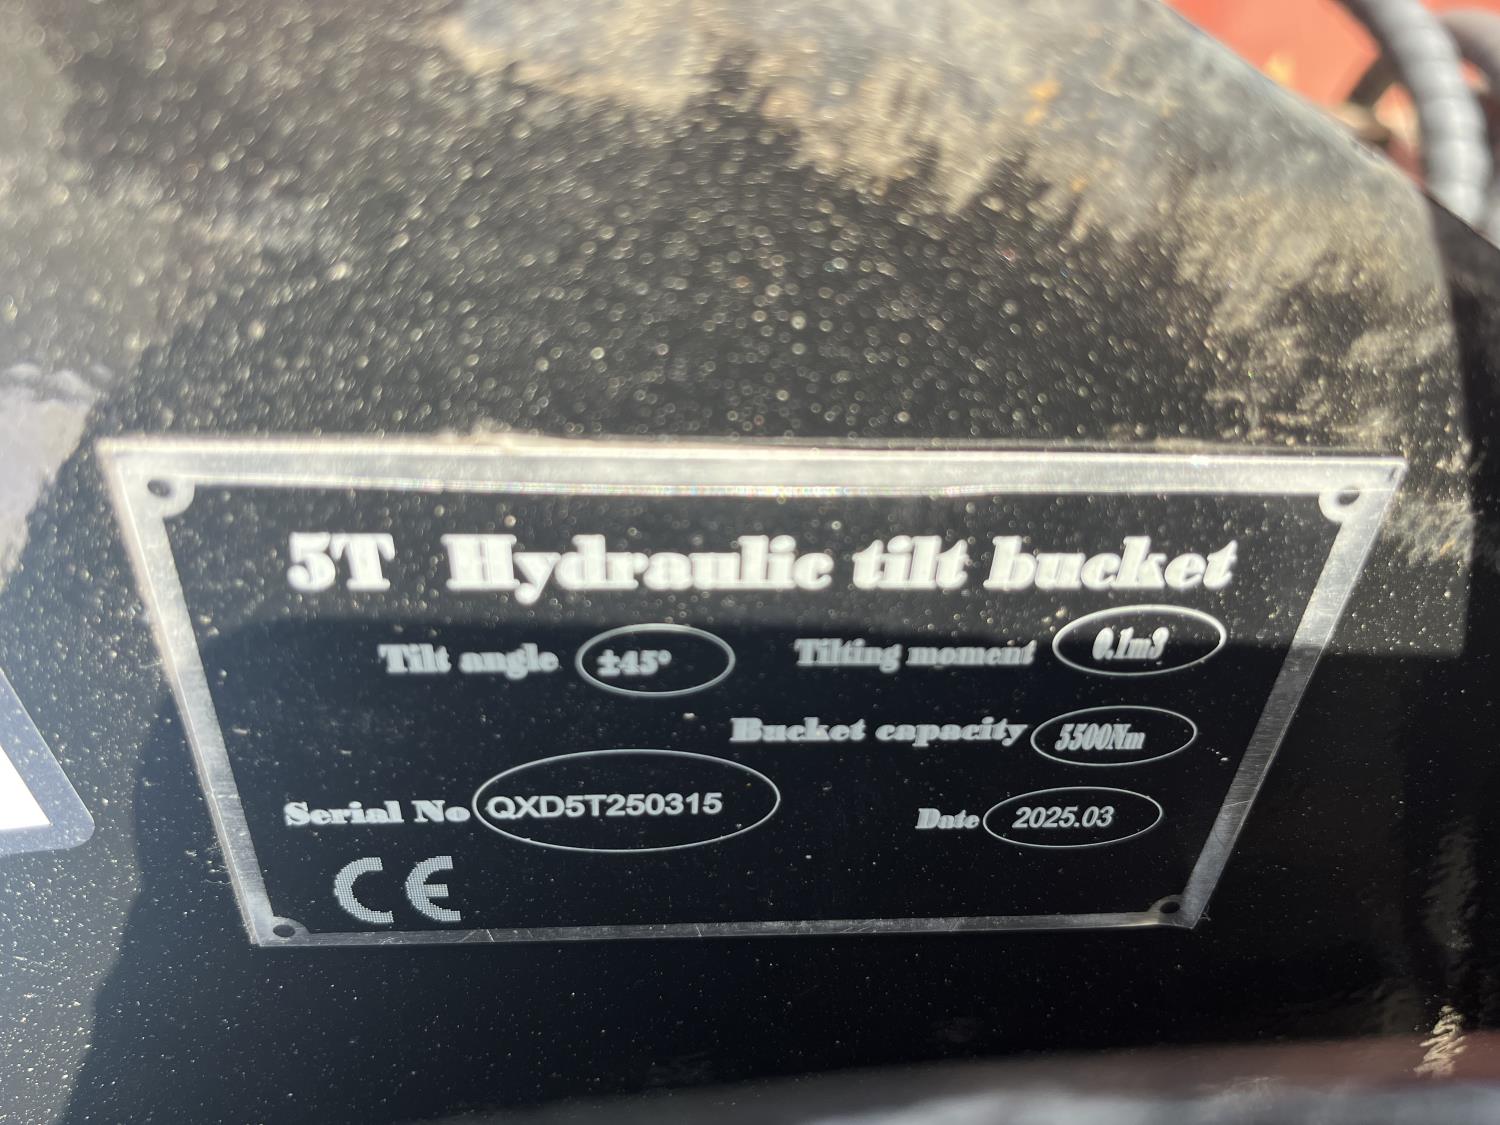 5T Hydraulic tilt bucket
Tilt angle ±45° Tilting moment 0.1m3
Bucket capacity 5500Nm
Serial No QXD5T250315 Date 2025.03
CE